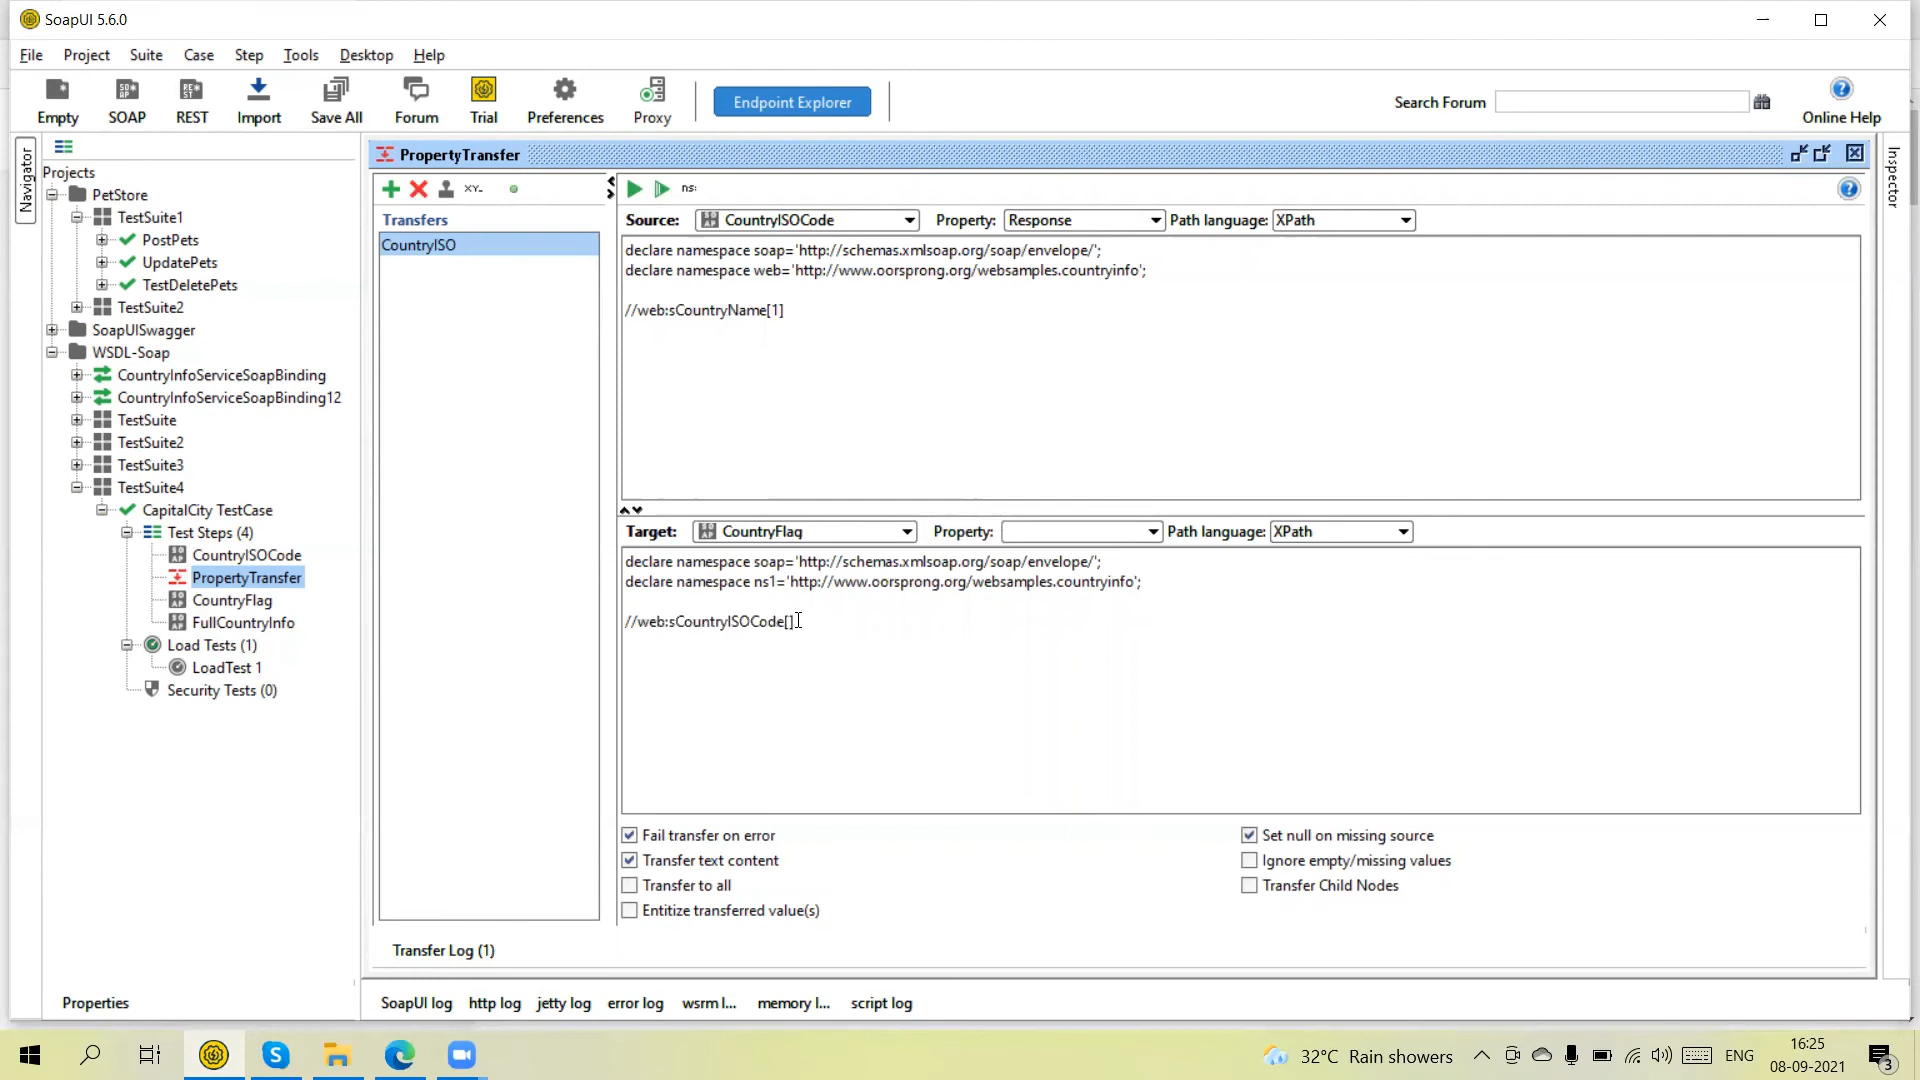 SoapUI 5.6.0
File Project Suite Case Step Tools Desktop Help
Empty SOAP REST Import Save All Forum Trial Preferences Proxy
Endpoint Explorer
Search Forum
Online Help
Navigator
Projects
PetStore
TestSuite1
PostPets
UpdatePets
TestDeletePets
TestSuite2
SoapUISwagger
WSDL-Soap
CountryInfoServiceSoapBinding
CountryInfoServiceSoapBinding12
TestSuite
TestSuite2
TestSuite3
TestSuite4
CapitalCity TestCase
Test Steps (4)
CountryISOCode
PropertyTransfer
CountryFlag
FullCountryInfo
Load Tests (1)
LoadTest 1
Security Tests (0)
Properties
PropertyTransfer
XY- ns:
Transfers
CountryISO
Source: CountryISOCode Property: Response Path language: XPath
declare namespace soap='http://schemas.xmlsoap.org/soap/envelope/';
declare namespace web='http://www.oorsprong.org/websamples.countryinfo';
//web:sCountryName[1]
Target: CountryFlag Property: Path language: XPath
declare namespace soap='http://schemas.xmlsoap.org/soap/envelope/';
declare namespace ns1='http://www.oorsprong.org/websamples.countryinfo';
//web:sCountryISOCode[]
Fail transfer on error Set null on missing source
Transfer text content Ignore empty/missing values
Transfer to all Transfer Child Nodes
Entitize transferred value(s)
Transfer Log (1)
Inspector
SoapUI log http log jetty log error log wsrm l... memory l... script log
32°C Rain showers ENG 16:25
08-09-2021 3